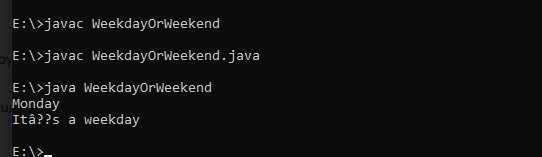 E:\>javac WeekdayOrWeekend
E:\>javac WeekdayOrWeekend.java
E:\>java WeekdayOrWeekend
Monday
Itâ??s a weekday
E:\>